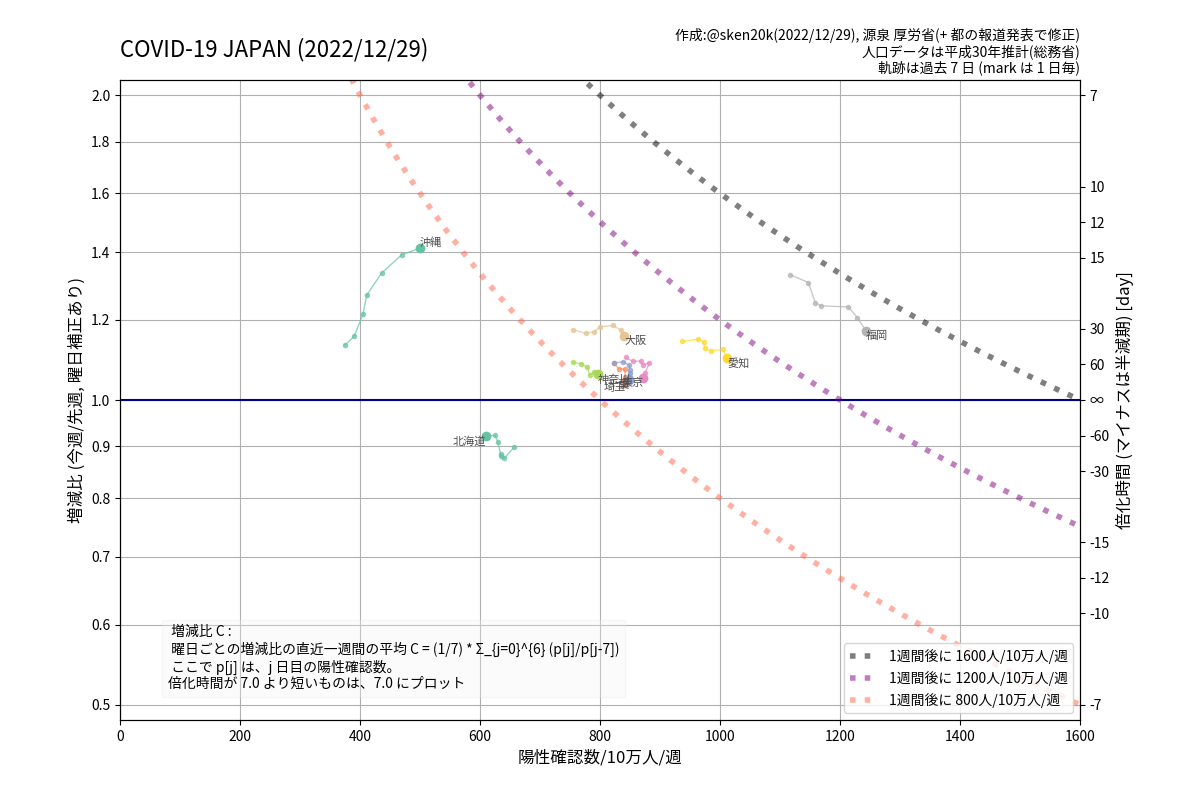 COVID-19 JAPAN (2022/12/29)
作成:@sken20k(2022/12/29), 源泉 厚労省(+ 都の報道発表で修正)
人口データは平成30年推計(総務省)
軌跡は過去 7 日 (mark は 1 日毎)
増減比 (今週/先週, 曜日補正あり)
2.0
1.8
1.6
1.4
1.2
1.0
0.9
0.8
0.7
0.6
0.5
沖縄
大阪
福岡
愛知
神奈川
埼玉
東京
北海道
7
10
12
15
30
60
∞
-60
-30
-15
-12
-10
-7
倍化時間 (マイナスは半減期) [day]
増減比 C :
曜日ごとの増減比の直近一週間の平均 C = (1/7) * Σ_{j=0}^{6} (p[j]/p[j-7])
ここで p[j] は、j 日目の陽性確認数。
倍化時間が 7.0 より短いものは、7.0 にプロット
1週間後に 1600人/10万人/週
1週間後に 1200人/10万人/週
1週間後に 800人/10万人/週
0 200 400 600 800 1000 1200 1400 1600
陽性確認数/10万人/週